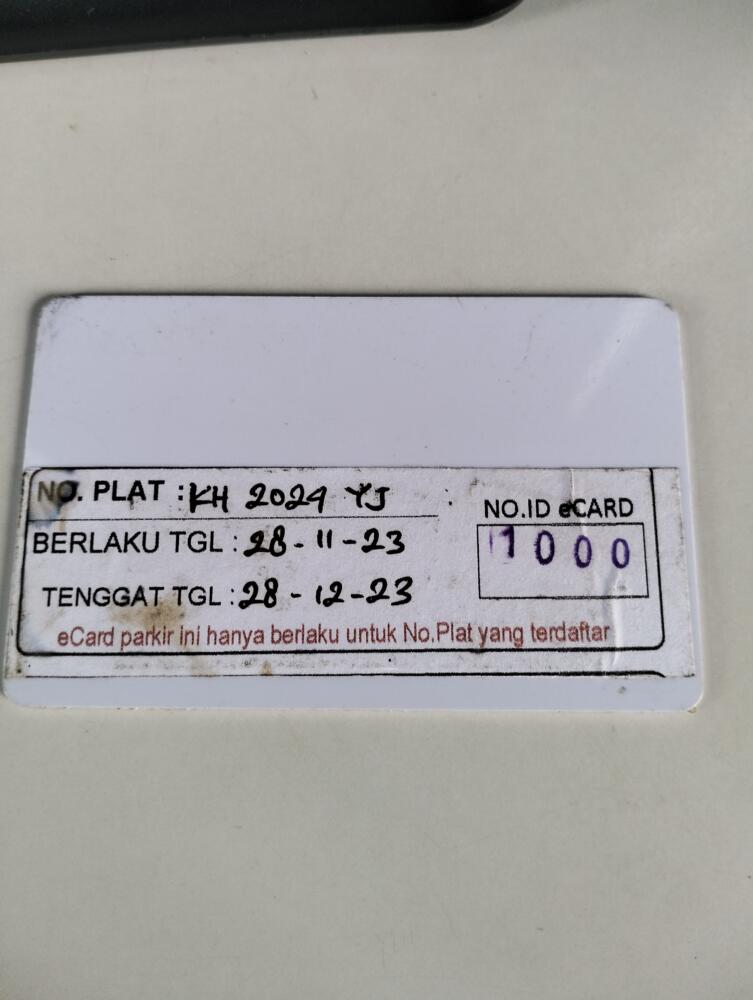 NO. PLAT : KH 2024 YJ
NO.ID eCARD
BERLAKU TGL : 28-11-23
1000
TENGGAT TGL : 28-12-23
eCard parkir ini hanya berlaku untuk No.Plat yang terdaftar